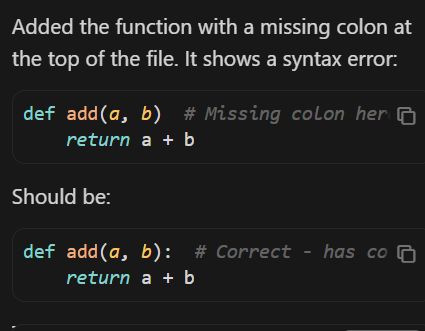 Added the function with a missing colon at
the top of the file. It shows a syntax error:
def add(a, b)  # Missing colon her
    return a + b
Should be:
def add(a, b):  # Correct - has co
    return a + b